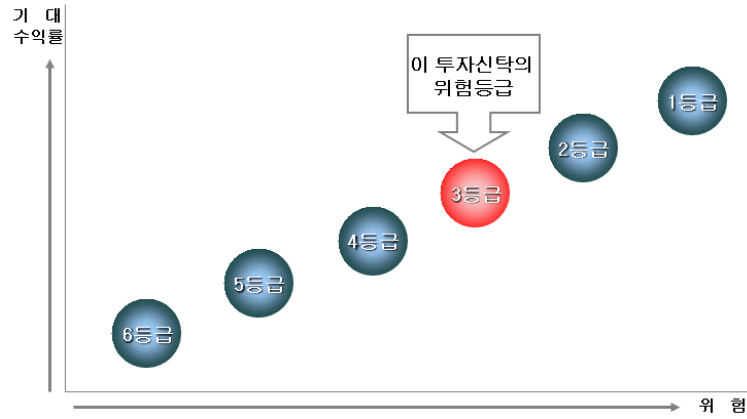 기 대
수익률
이 투자신탁의
위험등급
1등급
2등급
3등급
4등급
5등급
6등급
위 험